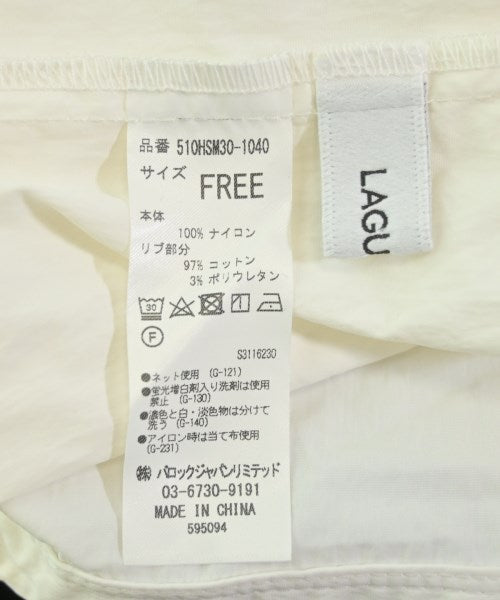 品番 510HSM30-1040
サイズ
FREE
本体
100% ナイロン
リブ部分
97% コットン
3% ポリウレタン
30
F
S3116230
●ネット使用 (G-121)
●蛍光増白剤入り洗剤は使用
禁止 (G-130)
●濃色と白・淡色物は分けて
洗う (G-140)
●アイロン時は当て布使用
(G-231)
㈱バロックジャパンリミテッド
03-6730-9191
MADE IN CHINA
595094
LAGU